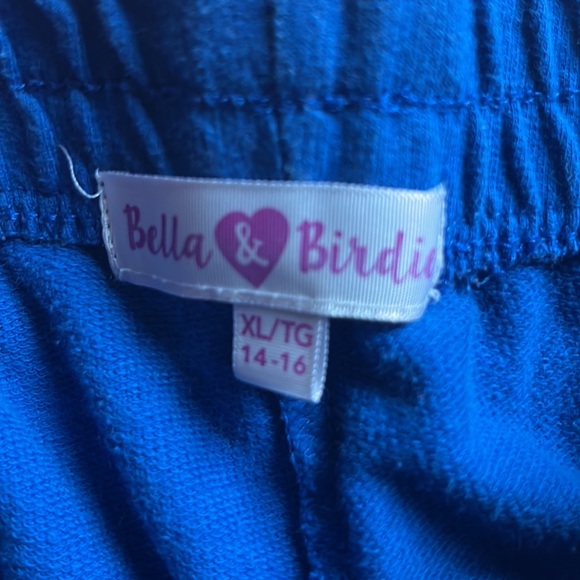 Bella & Birdie
XL/TG
14-16